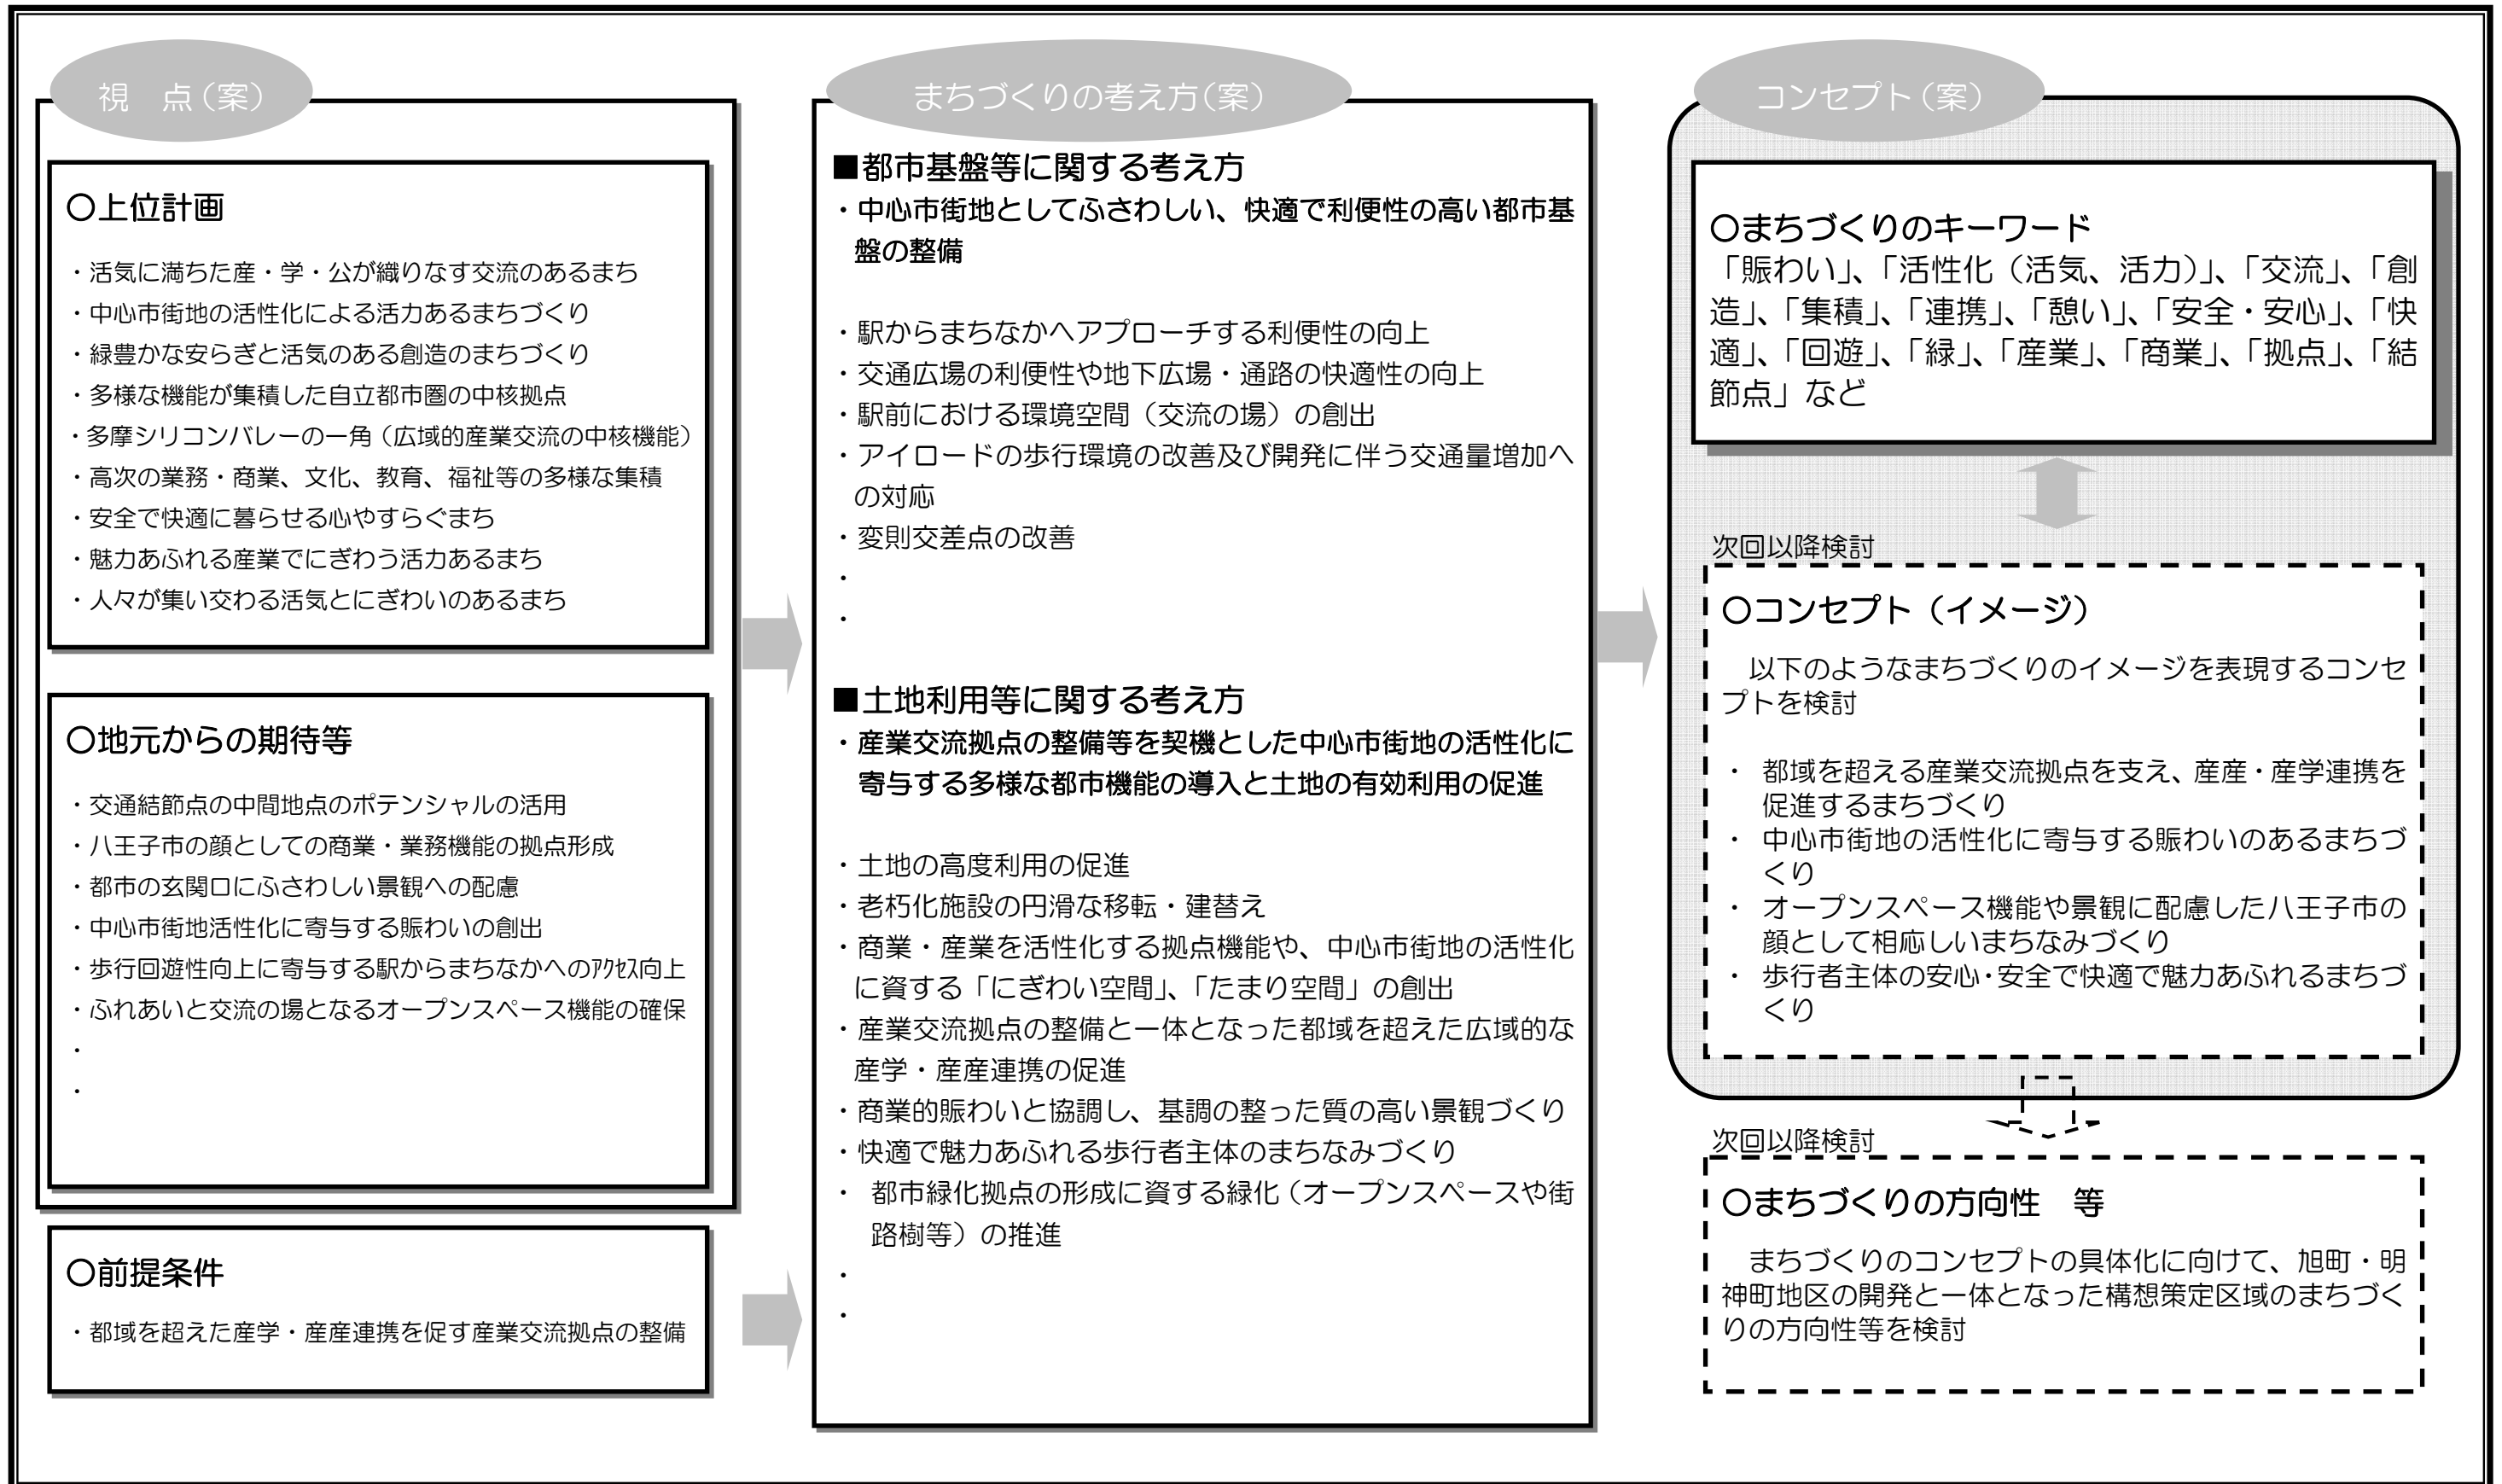 視　点（案）
〇上位計画
・活気に満ちた産・学・公が織りなす交流のあるまち
・中心市街地の活性化による活力あるまちづくり
・緑豊かな安らぎと活気のある創造のまちづくり
・多様な機能が集積した自立都市圏の中核拠点
・多摩シリコンバレーの一角（広域的産業交流の中核機能）
・高次の業務・商業、文化、教育、福祉等の多様な集積
・安全で快適に暮らせる心やすらぐまち
・魅力あふれる産業でにぎわう活力あるまち
・人々が集い交わる活気とにぎわいのあるまち
〇地元からの期待等
・交通結節点の中間地点のポテンシャルの活用
・八王子市の顔としての商業・業務機能の拠点形成
・都市の玄関口にふさわしい景観への配慮
・中心市街地活性化に寄与する賑わいの創出
・歩行回遊性向上に寄与する駅からまちなかへのｱｸｾｽ向上
・ふれあいと交流の場となるオープンスペース機能の確保
・
・
〇前提条件
・都域を超えた産学・産産連携を促す産業交流拠点の整備
まちづくりの考え方（案）
■都市基盤等に関する考え方
・中心市街地としてふさわしい、快適で利便性の高い都市基
盤の整備
・駅からまちなかへアプローチする利便性の向上
・交通広場の利便性や地下広場・通路の快適性の向上
・駅前における環境空間（交流の場）の創出
・アイロードの歩行環境の改善及び開発に伴う交通量増加へ
の対応
・変則交差点の改善
・
・
■土地利用等に関する考え方
・産業交流拠点の整備等を契機とした中心市街地の活性化に
寄与する多様な都市機能の導入と土地の有効利用の促進
・土地の高度利用の促進
・老朽化施設の円滑な移転・建替え
・商業・産業を活性化する拠点機能や、中心市街地の活性化
に資する「にぎわい空間」、「たまり空間」の創出
・産業交流拠点の整備と一体となった都域を超えた広域的な
産学・産産連携の促進
・商業的賑わいと協調し、基調の整った質の高い景観づくり
・快適で魅力あふれる歩行者主体のまちなみづくり
・ 都市緑化拠点の形成に資する緑化（オープンスペースや街
路樹等）の推進
・
・
コンセプト（案）
〇まちづくりのキーワード
「賑わい」、「活性化（活気、活力）」、「交流」、「創
造」、「集積」、「連携」、「憩い」、「安全・安心」、「快
適」、「回遊」、「緑」、「産業」、「商業」、「拠点」、「結
節点」など
次回以降検討
〇コンセプト（イメージ）
以下のようなまちづくりのイメージを表現するコンセ
プトを検討
・ 都域を超える産業交流拠点を支え、産産・産学連携を
促進するまちづくり
・ 中心市街地の活性化に寄与する賑わいのあるまちづ
くり
・ オープンスペース機能や景観に配慮した八王子市の
顔として相応しいまちなみづくり
・ 歩行者主体の安心・安全で快適で魅力あふれるまちづ
くり
次回以降検討
〇まちづくりの方向性　等
まちづくりのコンセプトの具体化に向けて、旭町・明
神町地区の開発と一体となった構想策定区域のまちづく
りの方向性等を検討